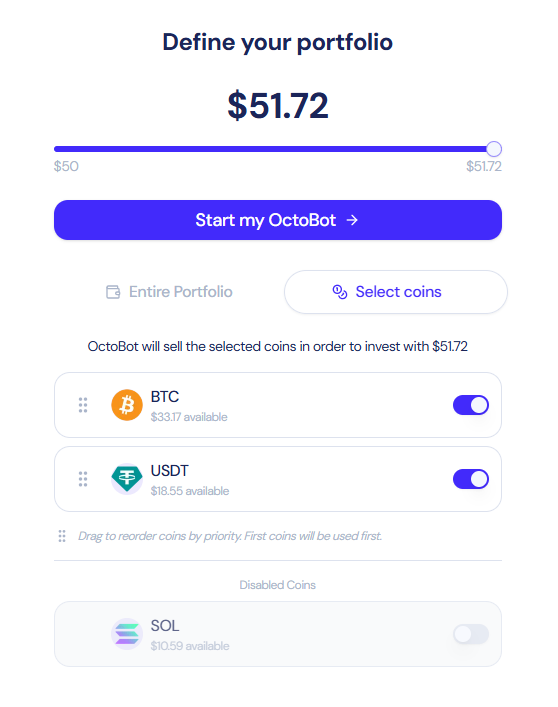 Define your portfolio
$51.72
$50 $51.72
Start my OctoBot →
Entire Portfolio Select coins
OctoBot will sell the selected coins in order to invest with $51.72
BTC
$33.17 available
USDT
$18.55 available
Drag to reorder coins by priority. First coins will be used first.
Disabled Coins
SOL
$10.59 available